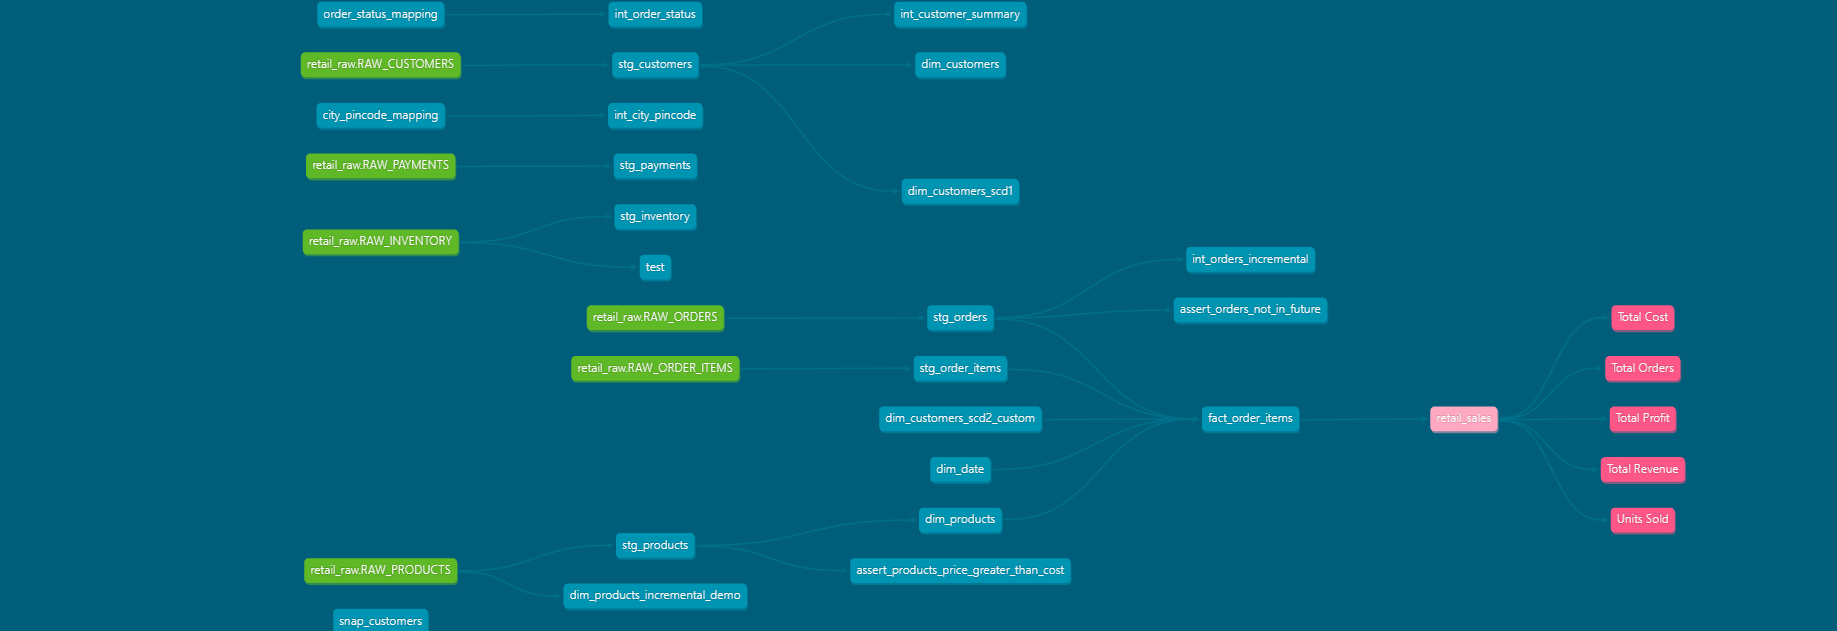 order_status_mapping
int_order_status
int_customer_summary
retail_raw.RAW_CUSTOMERS
stg_customers
dim_customers
city_pincode_mapping
int_city_pincode
retail_raw.RAW_PAYMENTS
stg_payments
dim_customers_scd1
stg_inventory
retail_raw.RAW_INVENTORY
test
int_orders_incremental
retail_raw.RAW_ORDERS
stg_orders
assert_orders_not_in_future
Total Cost
retail_raw.RAW_ORDER_ITEMS
stg_order_items
Total Orders
dim_customers_scd2_custom
fact_order_items
retail_sales
Total Profit
dim_date
Total Revenue
dim_products
Units Sold
stg_products
retail_raw.RAW_PRODUCTS
assert_products_price_greater_than_cost
dim_products_incremental_demo
snap_customers